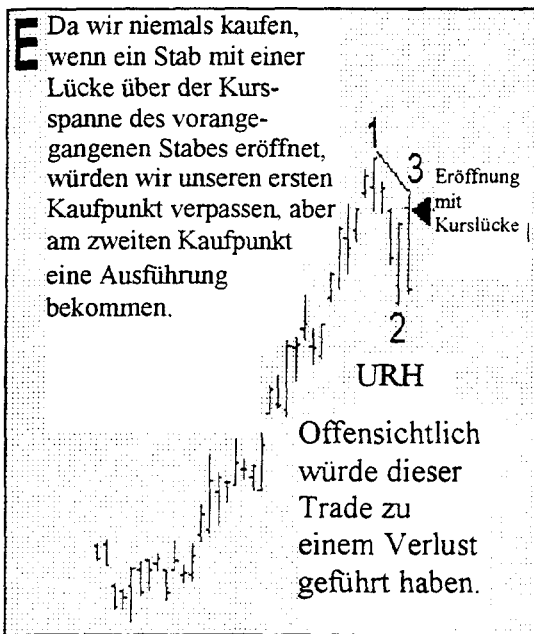 E Da wir niemals kaufen,
wenn ein Stab mit einer
Lücke über der Kurs-
spanne des vorange-
gangenen Stabes eröffnet,
würden wir unseren ersten
Kaufpunkt verpassen, aber
am zweiten Kaufpunkt
eine Ausführung
bekommen.
1
3
Eröffnung
mit
Kurslücke
2
URH
Offensichtlich
würde dieser
Trade zu
einem Verlust
geführt haben.